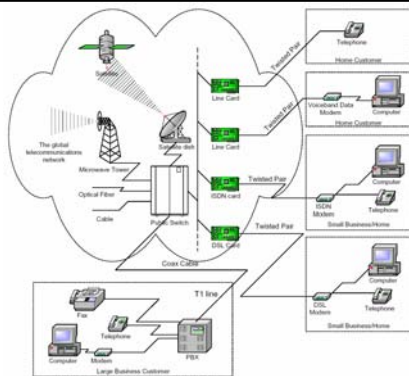 Satellite
The global
telecommunications
network
Microwave Tower
Satellite dish
Optical Fiber
Cable
Public Switch
Line Card
Line Card
ISDN card
DSL Card
Twisted Pair
Twisted Pair
Twisted Pair
Twisted Pair
Coax Cable
T1 line
Telephone
Home Customer
Voiceband Data
Modem
Computer
Home Customer
Computer
ISDN
Modem
Telephone
Small Business/Home
Computer
DSL
Modem
Telephone
Small Business/Home
Fax
Telephone
Computer
Modem
PBX
Large Business Customer